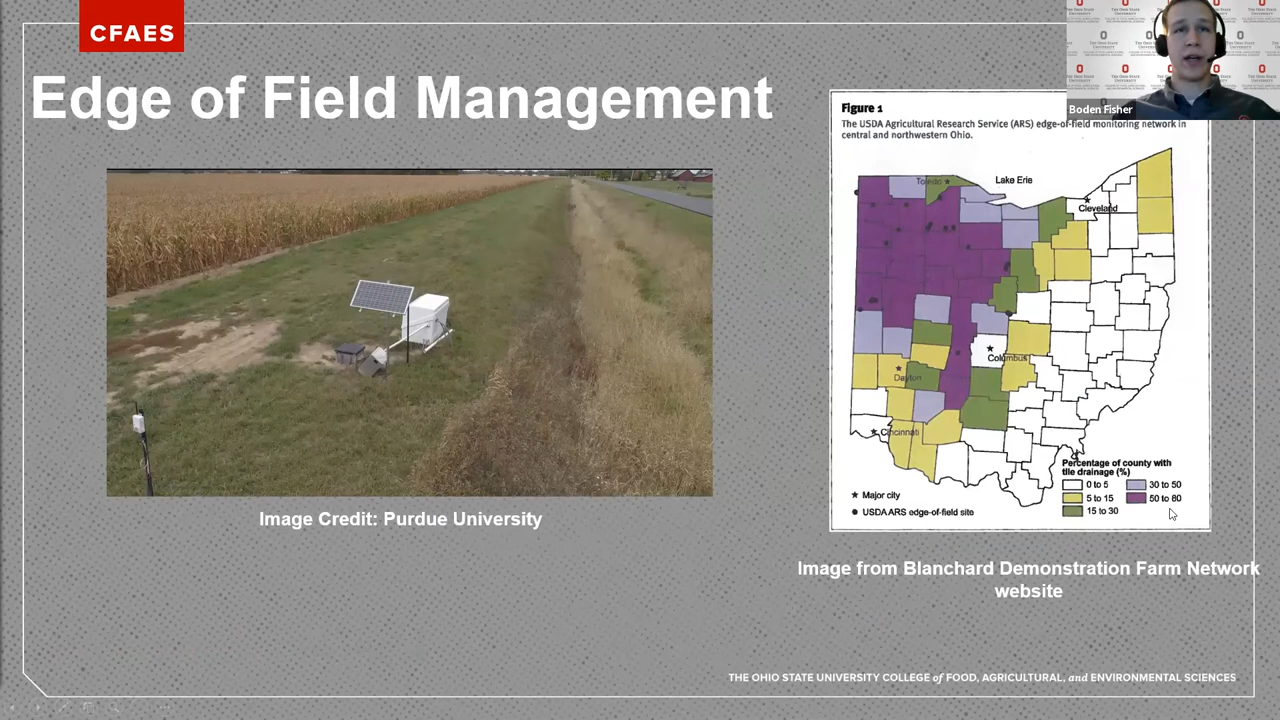 CFAES
Edge of Field Management
Boden Fisher
Figure 1
The USDA Agricultural Research Service (ARS) edge-of-field monitoring network in
central and northwestern Ohio.
Toledo
Lake Erie
Cleveland
Columbus
Dayton
Cincinnati
Percentage of county with
tile drainage (%)
0 to 5
30 to 50
5 to 15
50 to 80
15 to 30
Major city
USDA ARS edge-of-field site
Image Credit: Purdue University
Image from Blanchard Demonstration Farm Network
website
THE OHIO STATE UNIVERSITY COLLEGE of FOOD, AGRICULTURAL, and ENVIRONMENTAL SCIENCES